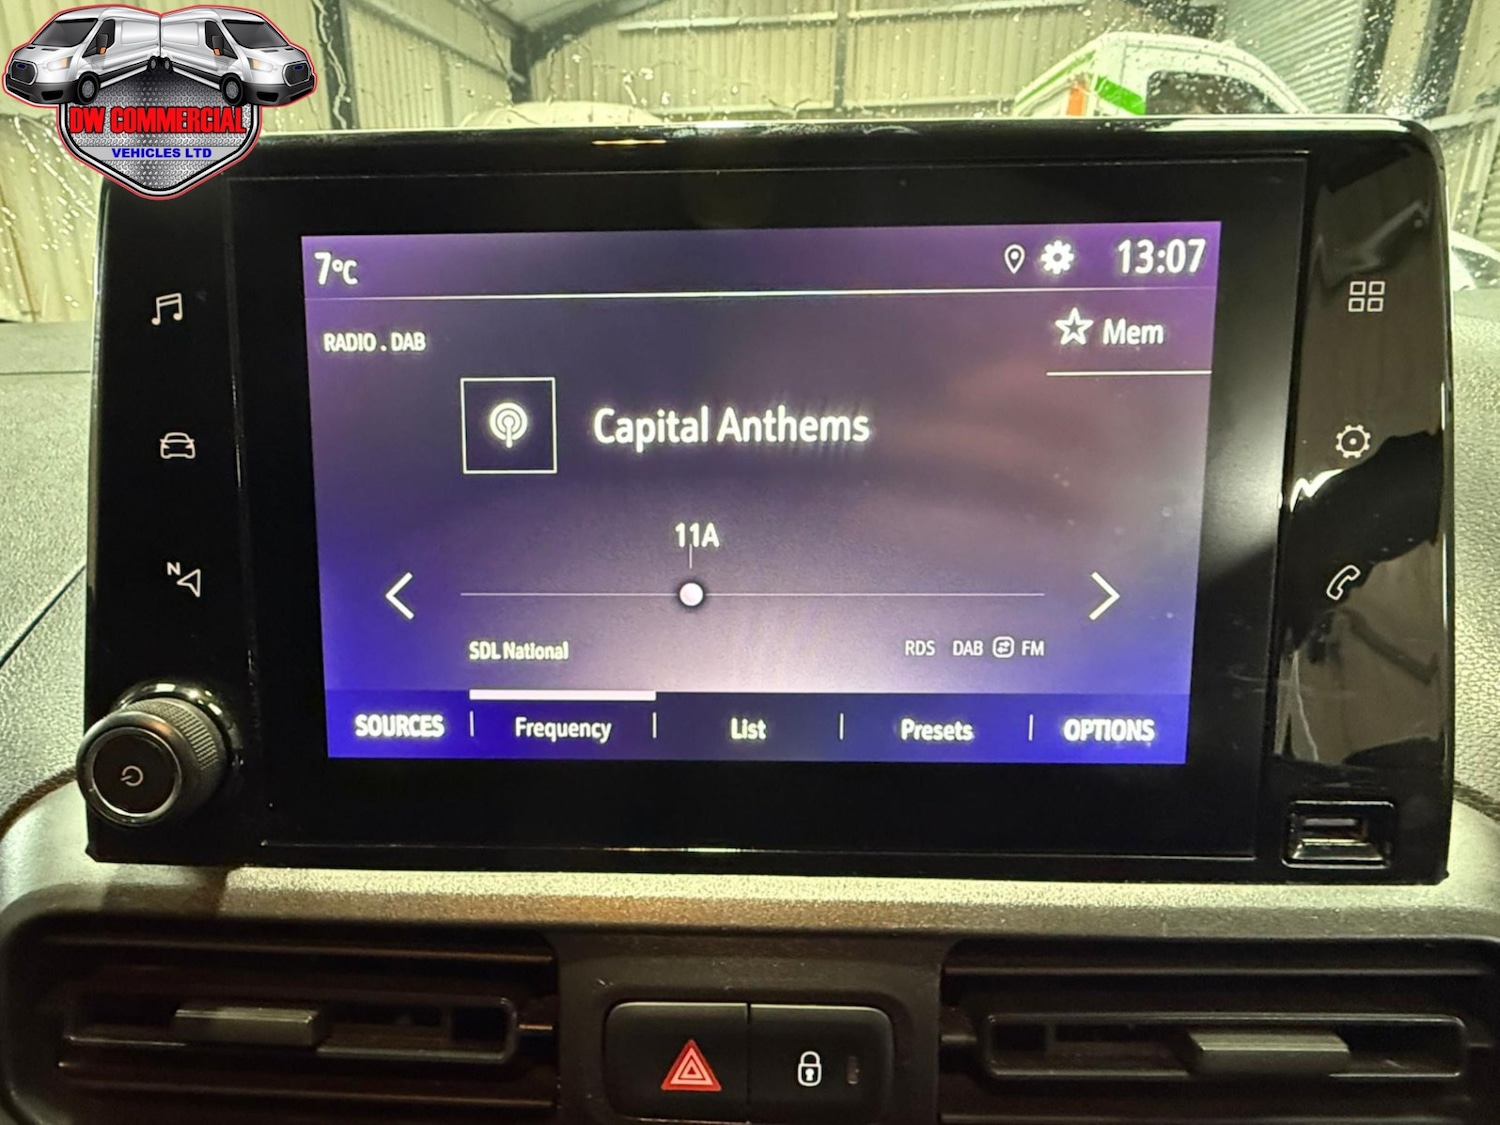 DW COMMERCIAL
VEHICLES LTD
7°C
13:07
RADIO . DAB
Mem
Capital Anthems
11A
N
SDL National
RDS DAB FM
SOURCES
Frequency
List
Presets
OPTIONS